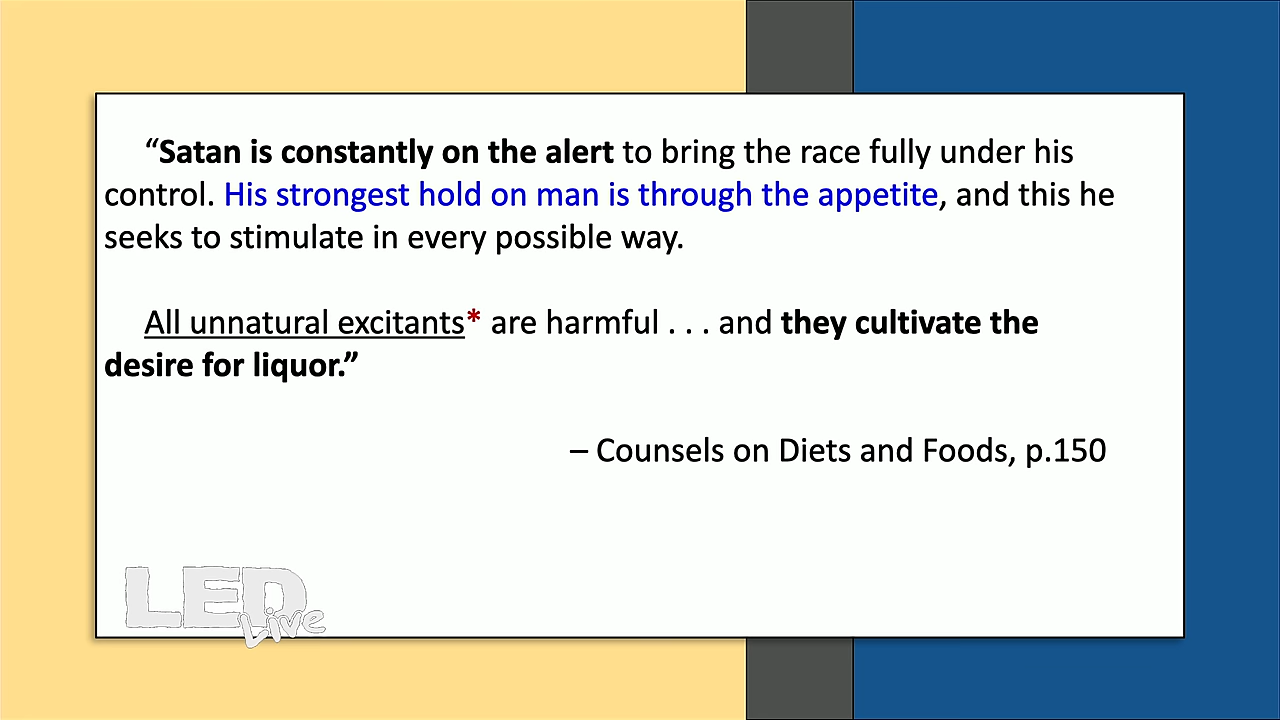 “Satan is constantly on the alert to bring the race fully under his
control. His strongest hold on man is through the appetite, and this he
seeks to stimulate in every possible way.
All unnatural excitants* are harmful . . . and they cultivate the
desire for liquor.”
– Counsels on Diets and Foods, p.150
LED
Live